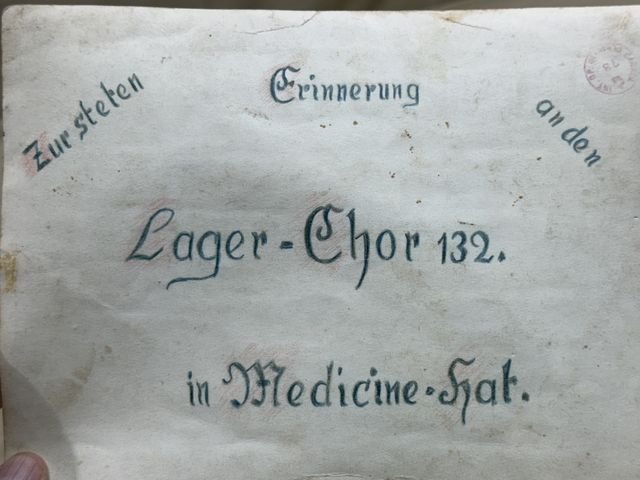 Zur steten Erinnerung an den
Lager-Chor 132.
in Medicine-Hat.